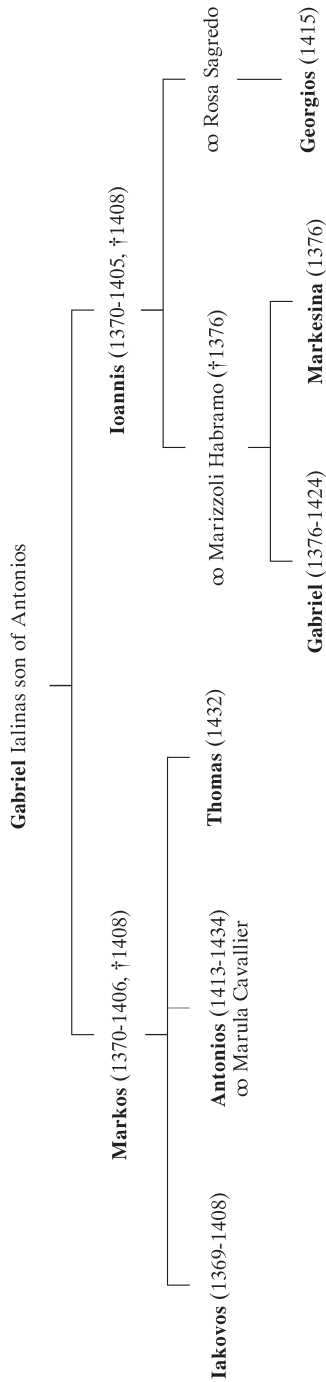 Gabriel Ialinas son of Antonios
Markos (1370-1406, †1408)
Ioannis (1370-1405, †1408)
Iakovos (1369-1408)
Antonios (1413-1434)
∞ Marula Cavallier
Thomas (1432)
∞ Marizzoli Habramo (†1376)
∞ Rosa Sagredo
Gabriel (1376-1424)
Markesina (1376)
Georgios (1415)